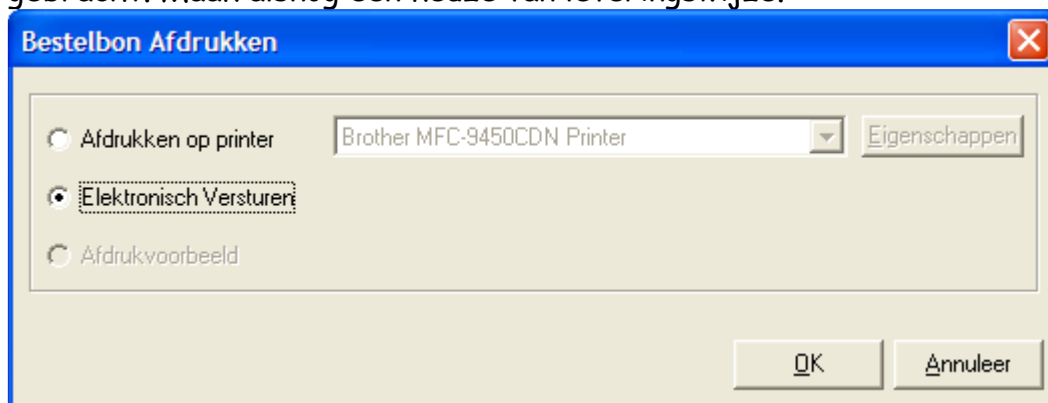 Bestelbon Afdrukken
Afdrukken op printer
Brother MFC-9450CDN Printer
Eigenschappen
Elektronisch Versturen
Afdrukvoorbeeld
OK
Annuleer